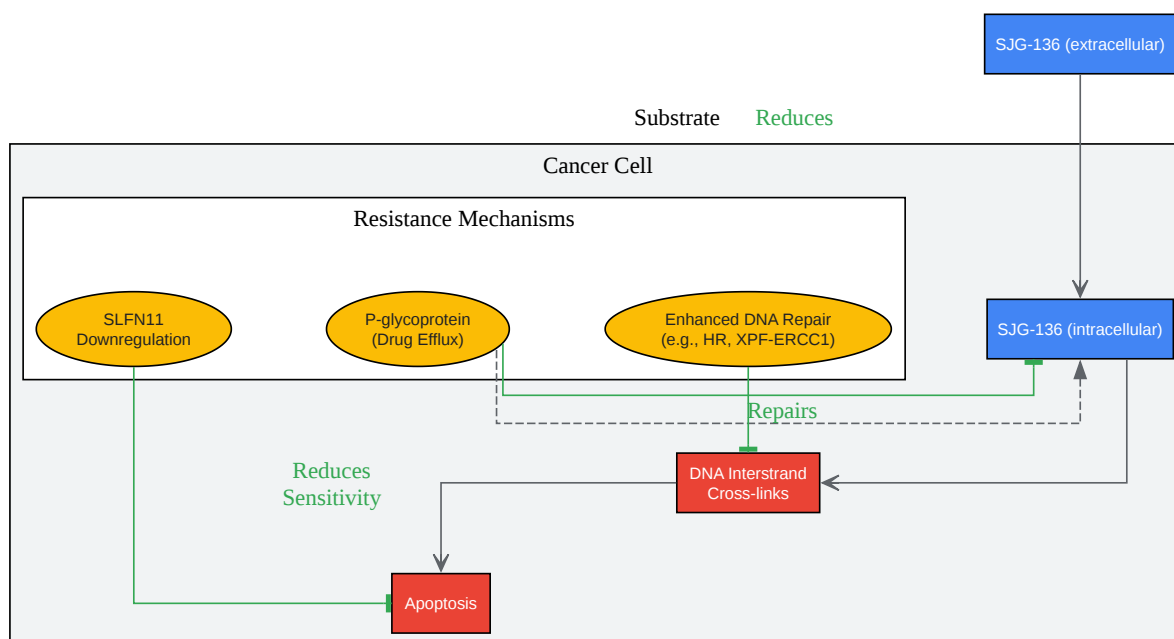 SJG-136 (extracellular)
Substrate
Reduces
Cancer Cell
Resistance Mechanisms
SLFN11
Downregulation
P-glycoprotein
(Drug Efflux)
Enhanced DNA Repair
(e.g., HR, XPF-ERCC1)
SJG-136 (intracellular)
Repairs
Reduces
Sensitivity
DNA Interstrand
Cross-links
Apoptosis